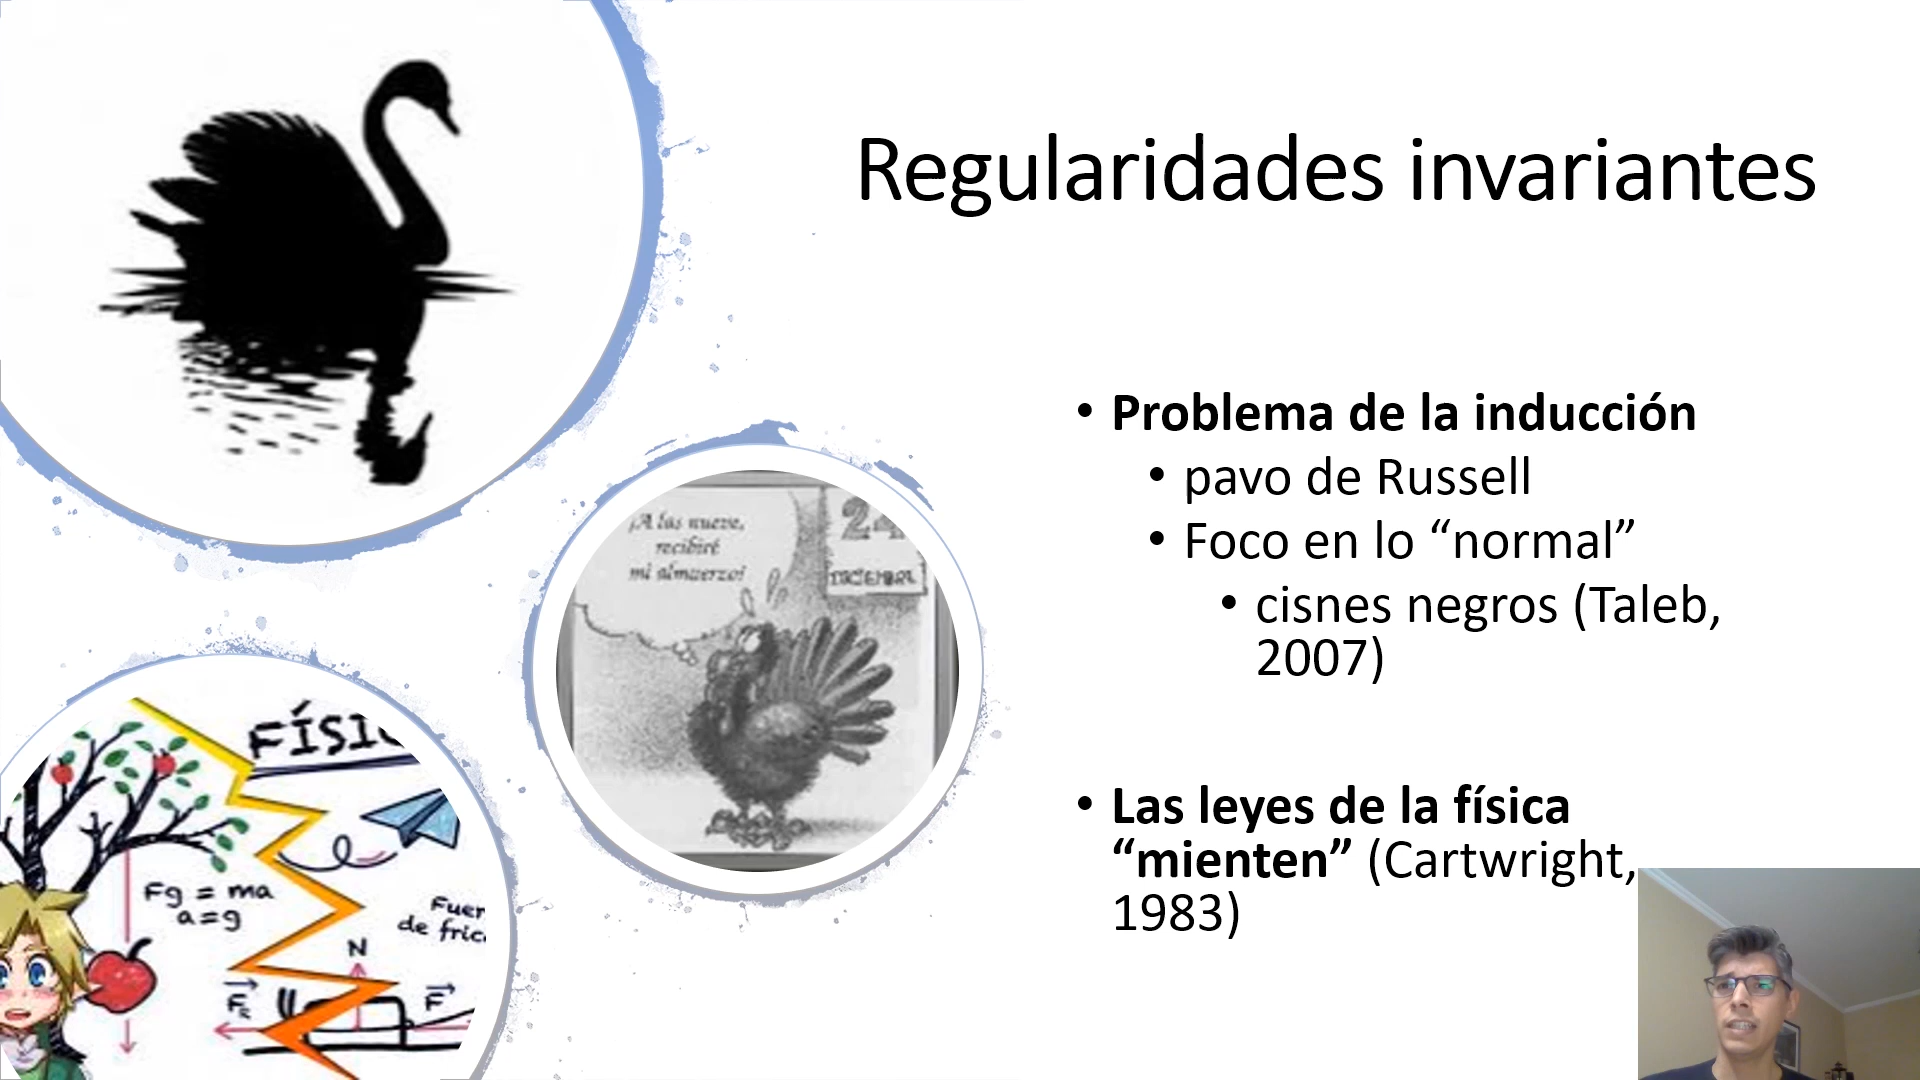 Regularidades invariantes
• Problema de la inducción
• pavo de Russell
• Foco en lo “normal”
• cisnes negros (Taleb,
2007)
• Las leyes de la física
“mienten” (Cartwright,
1983)
¡A las nueve,
recibiré
mi almuerzo!
24
DICIEMBRE
FÍSIC
Fg = ma
a=g
Fuer
de fric
N
F